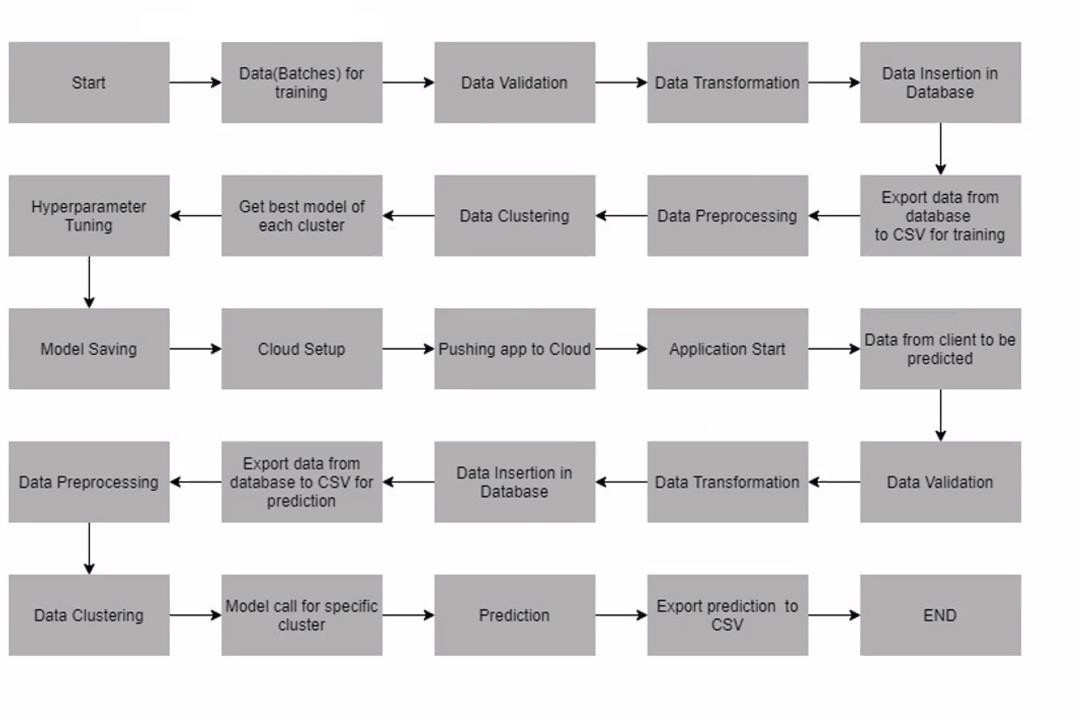 Start
Data(Batches) for
training
Data Validation
Data Transformation
Data Insertion in
Database
Hyperparameter
Tuning
Get best model of
each cluster
Data Clustering
Data Preprocessing
Export data from
database
to CSV for training
Model Saving
Cloud Setup
Pushing app to Cloud
Application Start
Data from client to be
predicted
Data Preprocessing
Export data from
database to CSV for
prediction
Data Insertion in
Database
Data Transformation
Data Validation
Data Clustering
Model call for specific
cluster
Prediction
Export prediction to
CSV
END